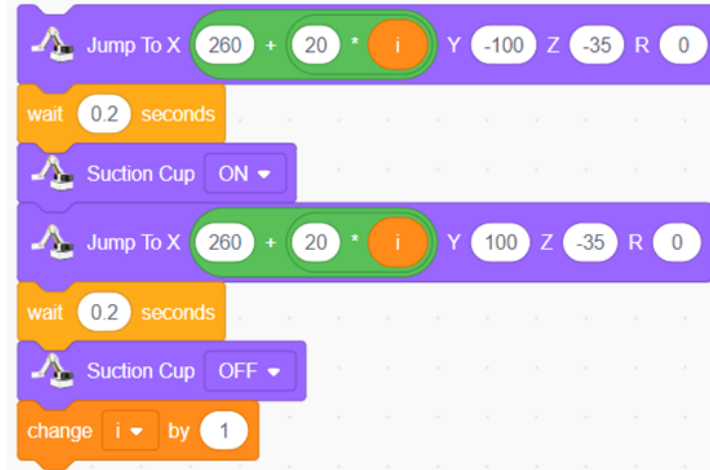 Jump To X 260 + 20 * i Y -100 Z -35 R 0
wait 0.2 seconds
Suction Cup ON
Jump To X 260 + 20 * i Y 100 Z -35 R 0
wait 0.2 seconds
Suction Cup OFF
change i by 1